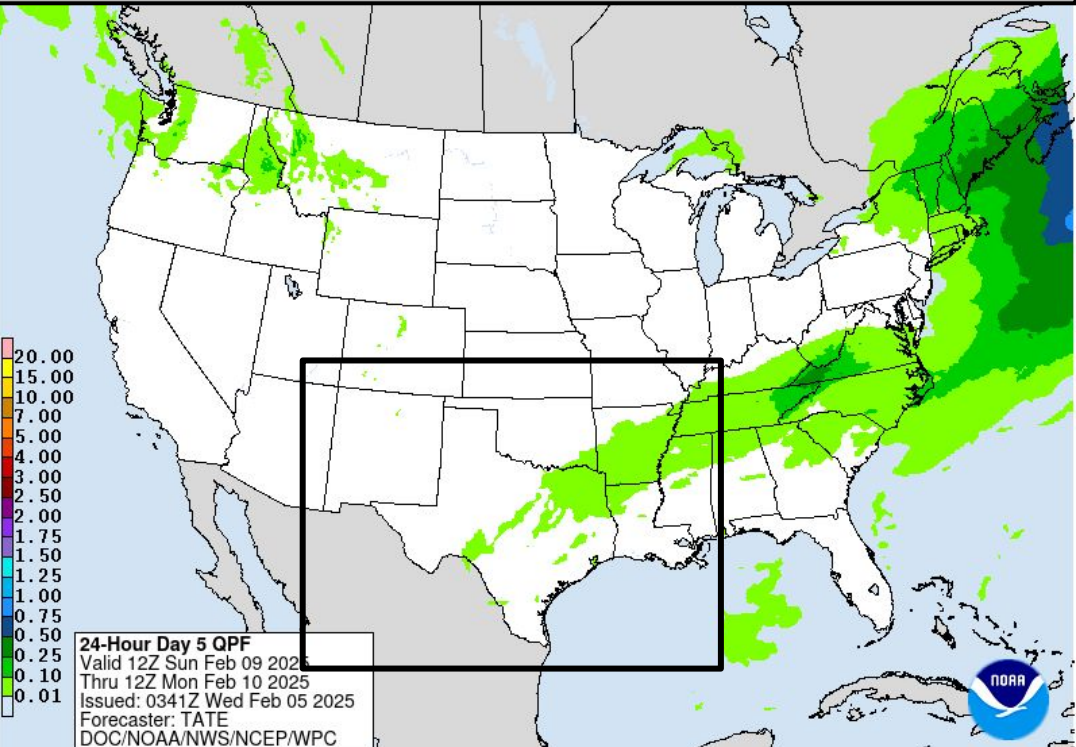 20.00
15.00
10.00
7.00
5.00
4.00
3.00
2.50
2.00
1.75
1.50
1.25
1.00
0.75
0.50
0.25
0.10
0.01
24-Hour Day 5 QPF
Valid 12Z Sun Feb 09 2025
Thru 12Z Mon Feb 10 2025
Issued: 0341Z Wed Feb 05 2025
Forecaster: TATE
DOC/NOAA/NWS/NCEP/WPC
NOAA